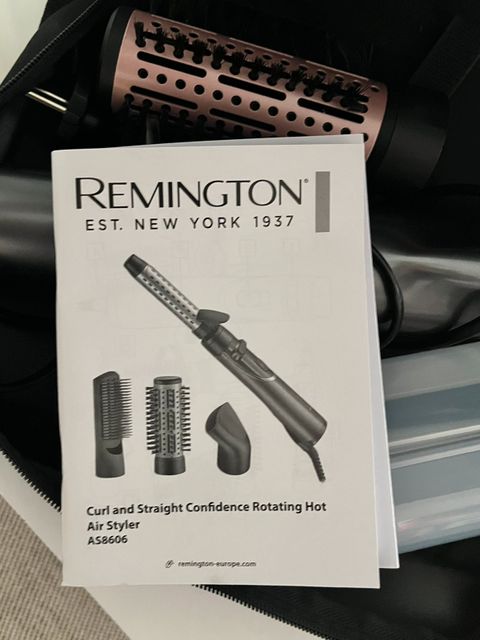 REMINGTON®
EST. NEW YORK 1937
Curl and Straight Confidence Rotating Hot
Air Styler
AS8606
remington-europe.com